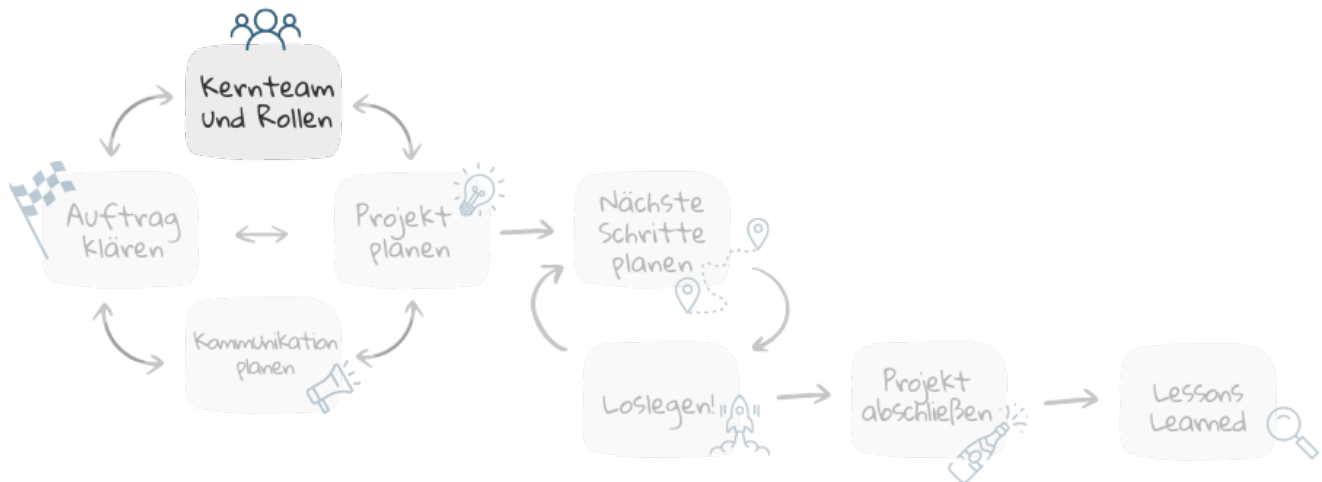 Kernteam
und Rollen
Auftrag
klären
Projekt
planen
Nächste
Schritte
planen
Kommunikation
planen
Loslegen!
Projekt
abschließen
Lessons
Learned